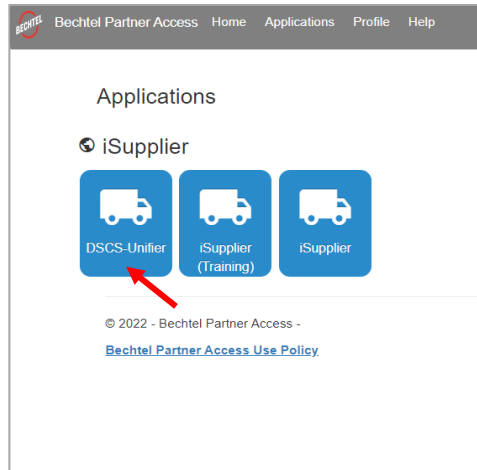 BECHTEL Bechtel Partner Access Home Applications Profile Help
Applications
iSupplier
DSCS-Unifier iSupplier (Training) iSupplier
© 2022 - Bechtel Partner Access -
Bechtel Partner Access Use Policy